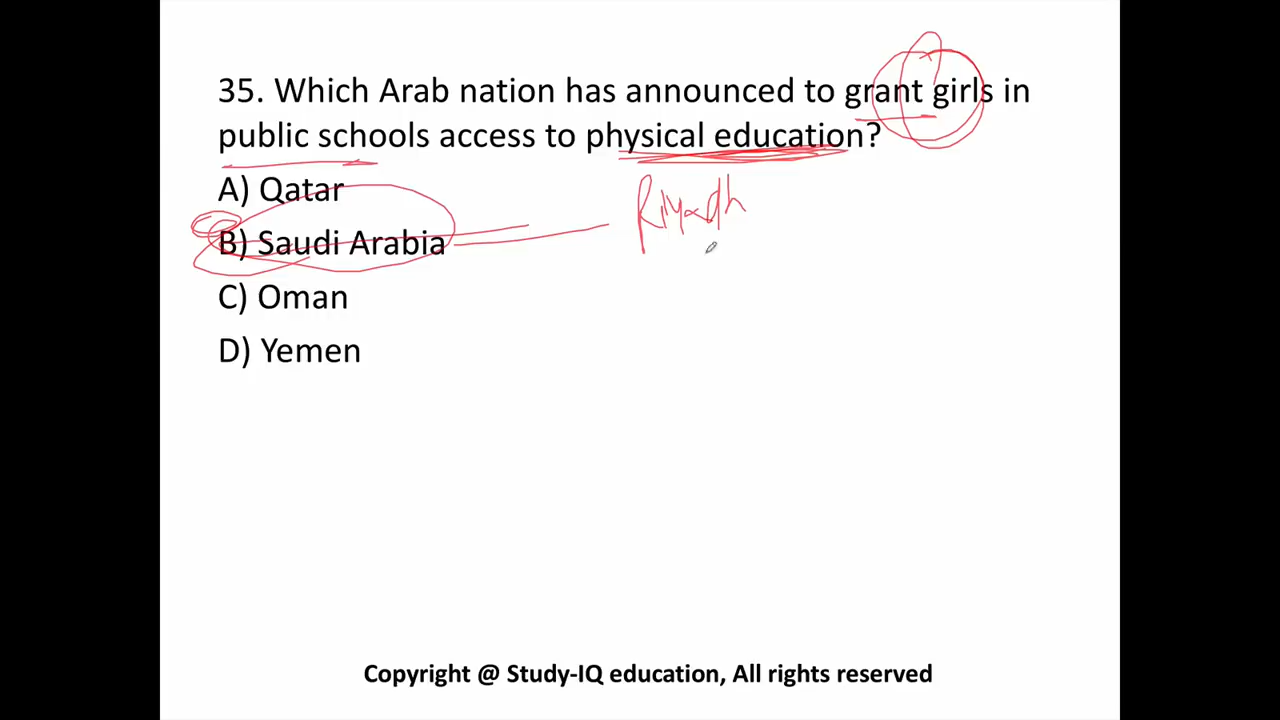 35. Which Arab nation has announced to grant girls in
public schools access to physical education?
A) Qatar
B) Saudi Arabia
Riyadh
C) Oman
D) Yemen
Copyright @ Study-IQ education, All rights reserved